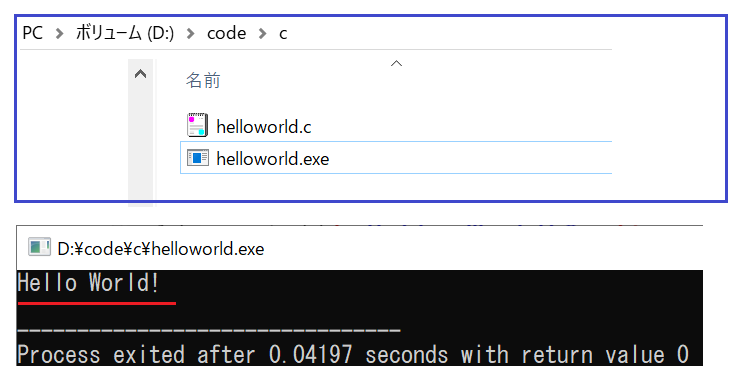 PC > ボリューム (D:) > code > c
名前
helloworld.c
helloworld.exe
D:¥code¥c¥helloworld.exe
Hello World!
--------------------------------
Process exited after 0.04197 seconds with return value 0